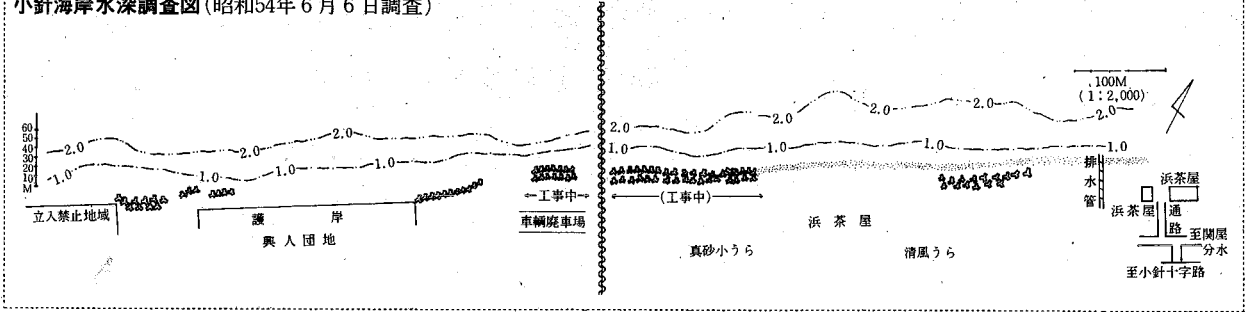 小針海岸水深調査図(昭和54年6月6日調査)
100M
(1:2,000)
60
50
40
30
20
10
M
2.0
2.0
2.0
2.0
2.0
2.0
2.0
2.0
1.0
1.0
1.0
1.0
1.0
1.0
1.0
排水管
浜茶屋
浜茶屋
通路
至関屋
分水
至小針十字路
立入禁止地域
護岸
興人団地
←工事中→
車輌廃車場
(工事中)
浜茶屋
真砂小うら
清風うら